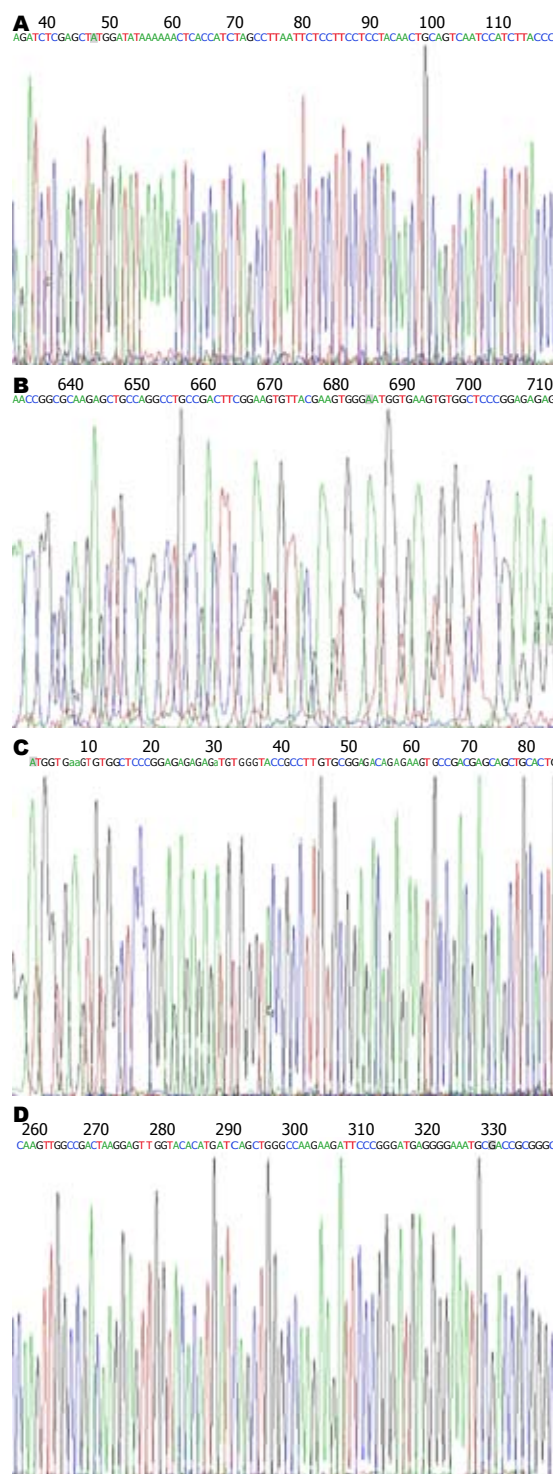 A 40 50 60 70 80 90 100 110
AGATCTCGAGCTATGGATATAAAAAACTCACCATCTAGCCTTAATTCTCCTTCCTCCTACAACTGCAGTCAATCCATCTTACCC
B 640 650 660 670 680 690 700 710
AACCGGCGCAAGAGCTGCCAGGCCTGCCGACTTCGGAAGTGTTACGAAGTGGGAATGGTGAAGTGTGGCTCCCGGAGAGAG
C 10 20 30 40 50 60 70 80
ATGGTGaaGTGTGGCTCCCGGAGAGAGAGaTGTGGGTACCGCCTTGTGCGGAGACAGAGAAGTGCCGACGAGCAGCTGCACTG
D 260 270 280 290 300 310 320 330
CAAGTTGGCCGACTAAGGAGTTGGTACACATGATCAGCTGGGCCAAGAAGATTCCCGGGATGAGGGGAAATGCGACCGCGGGC